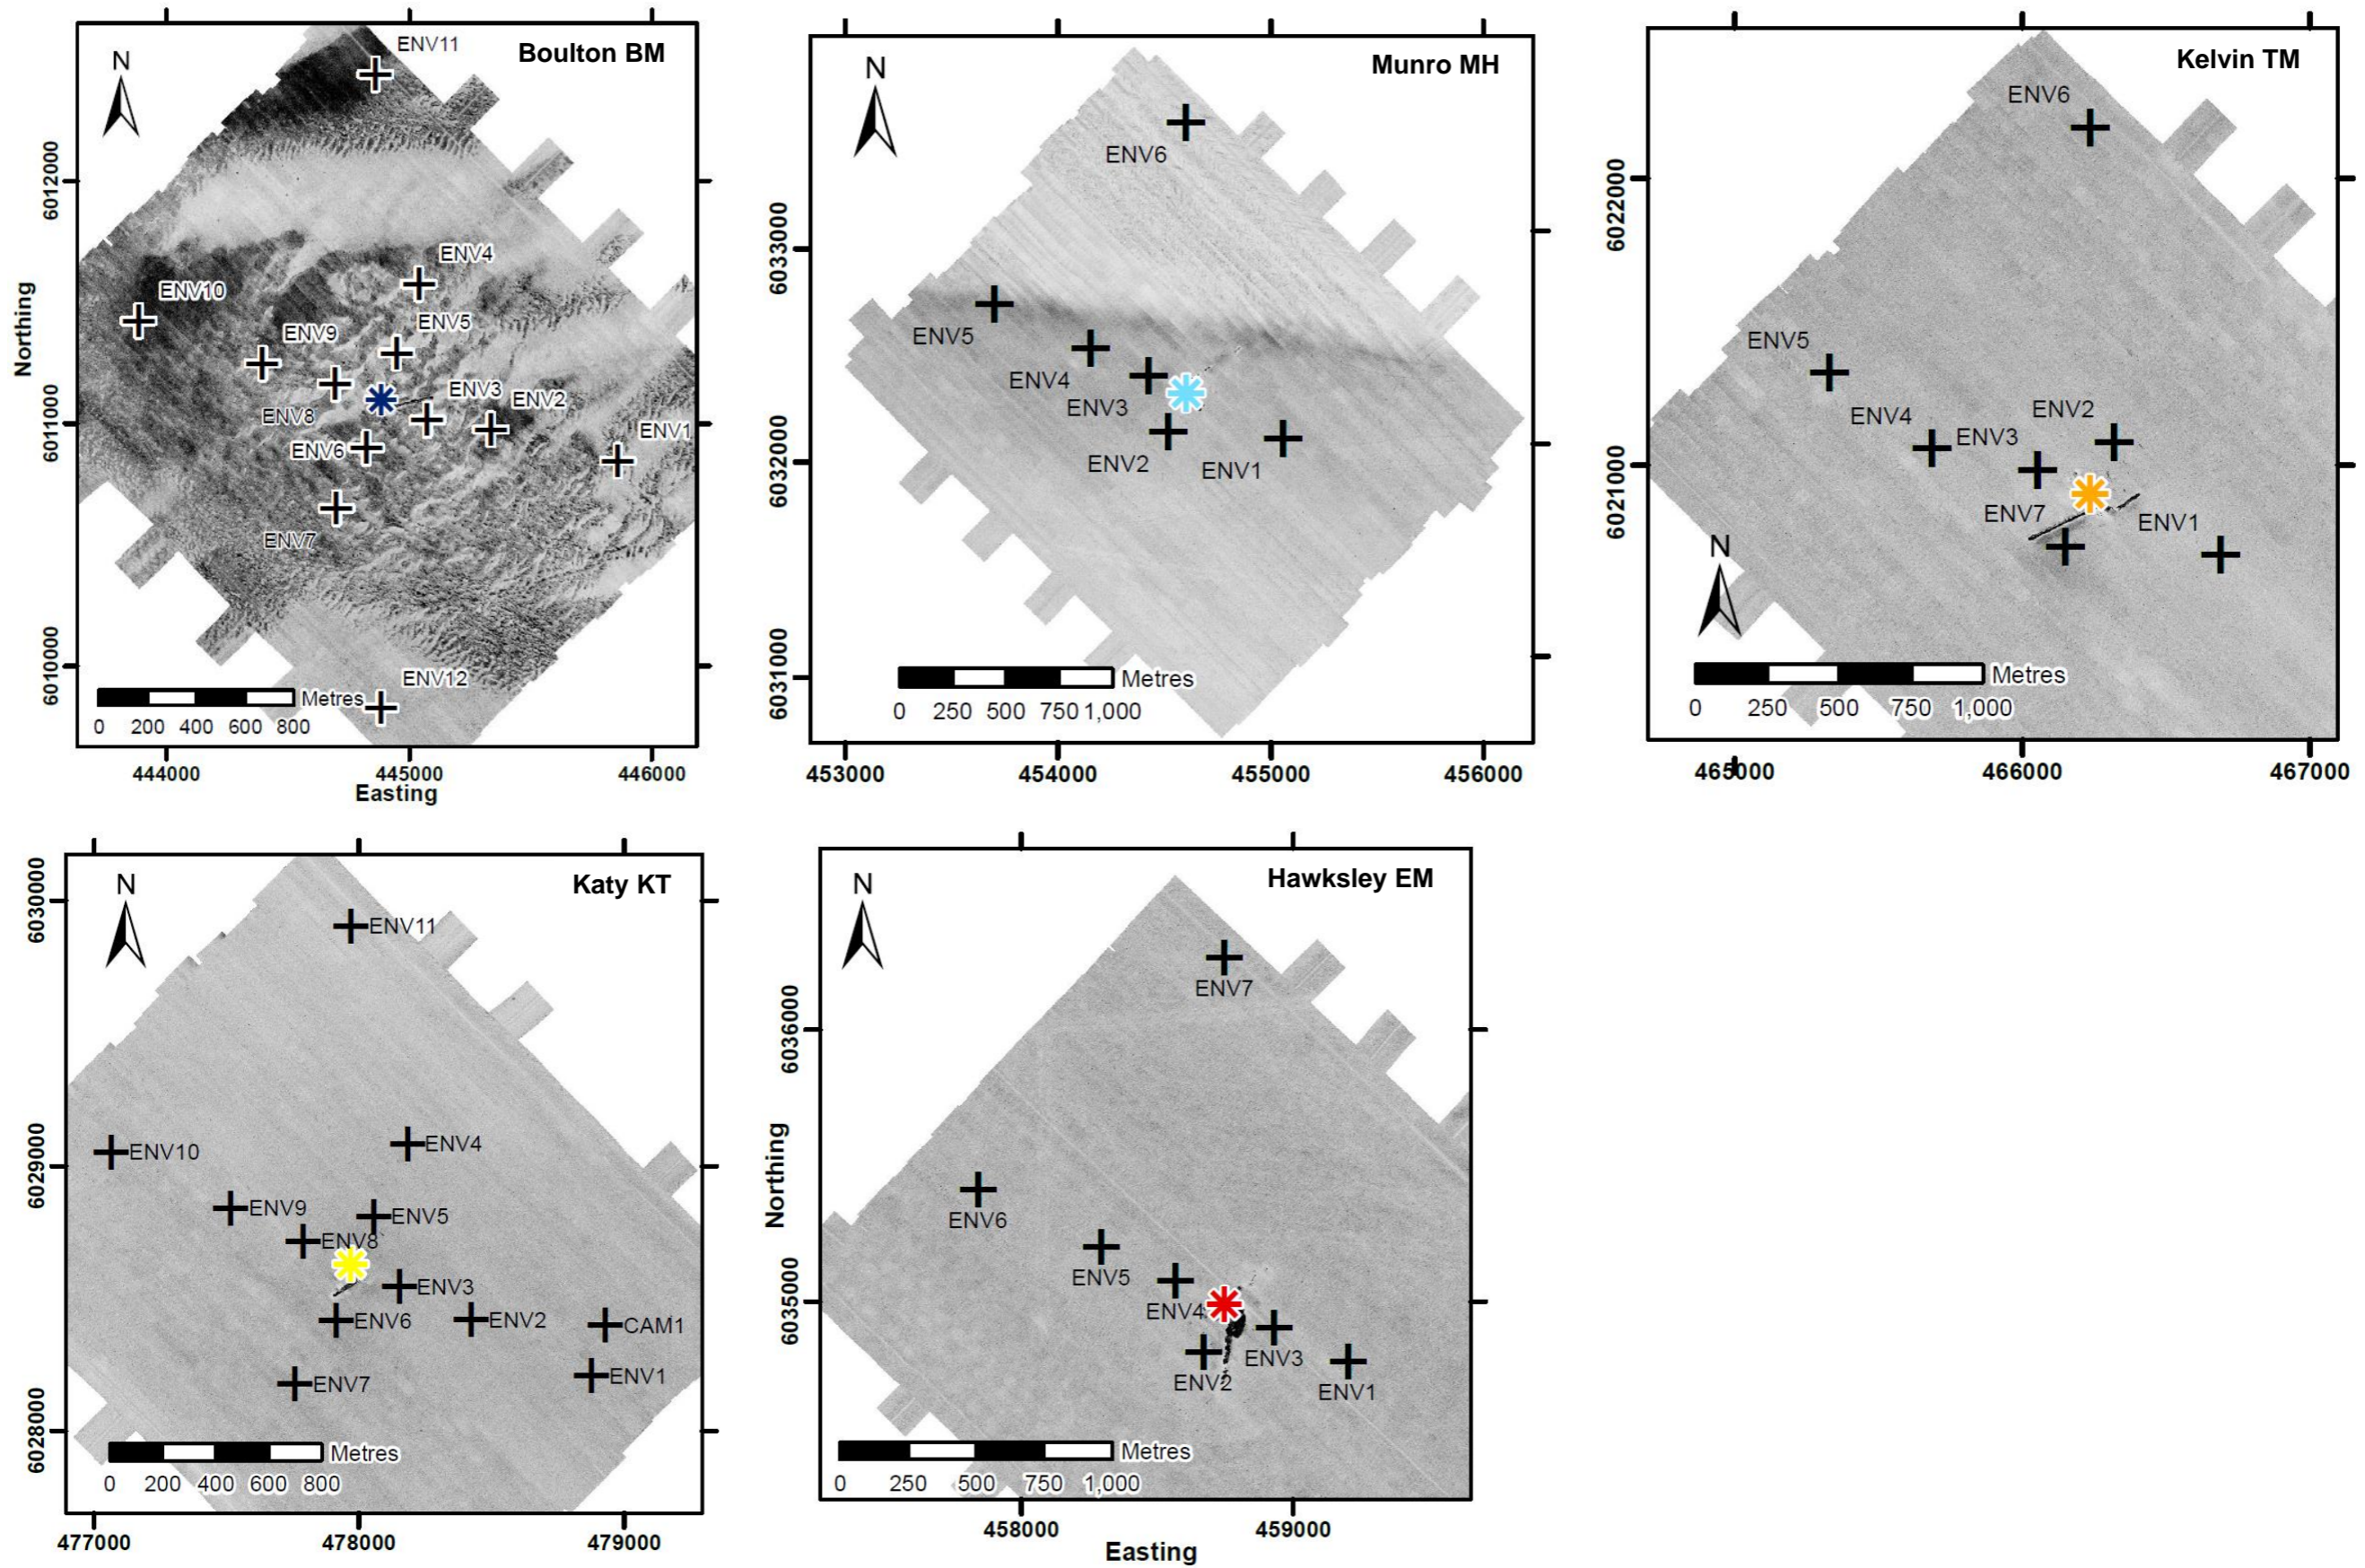 Boulton BM
N
ENV11
ENV4
ENV10
ENV5
ENV9
ENV3
ENV2
ENV8
ENV1
ENV6
ENV7
ENV12
Metres
0 200 400 600 800
6012000
6011000
6010000
Northing
444000 445000 446000
Easting
Munro MH
N
ENV6
ENV5
ENV4
ENV3
ENV2
ENV1
Metres
0 250 500 750 1,000
6033000
6032000
6031000
453000 454000 455000 456000
Kelvin TM
ENV6
ENV5
ENV4
ENV2
ENV3
ENV7
ENV1
N
Metres
0 250 500 750 1,000
6022000
6021000
465000 466000 467000
Katy KT
N
ENV11
ENV4
ENV10
ENV9
ENV5
ENV8
ENV3
ENV6
ENV2
CAM1
ENV1
ENV7
Metres
0 200 400 600 800
6030000
6029000
6028000
477000 478000 479000
Hawksley EM
N
ENV7
ENV6
ENV5
ENV4
ENV3
ENV2
ENV1
Metres
0 250 500 750 1,000
6036000
6035000
Northing
458000 459000
Easting